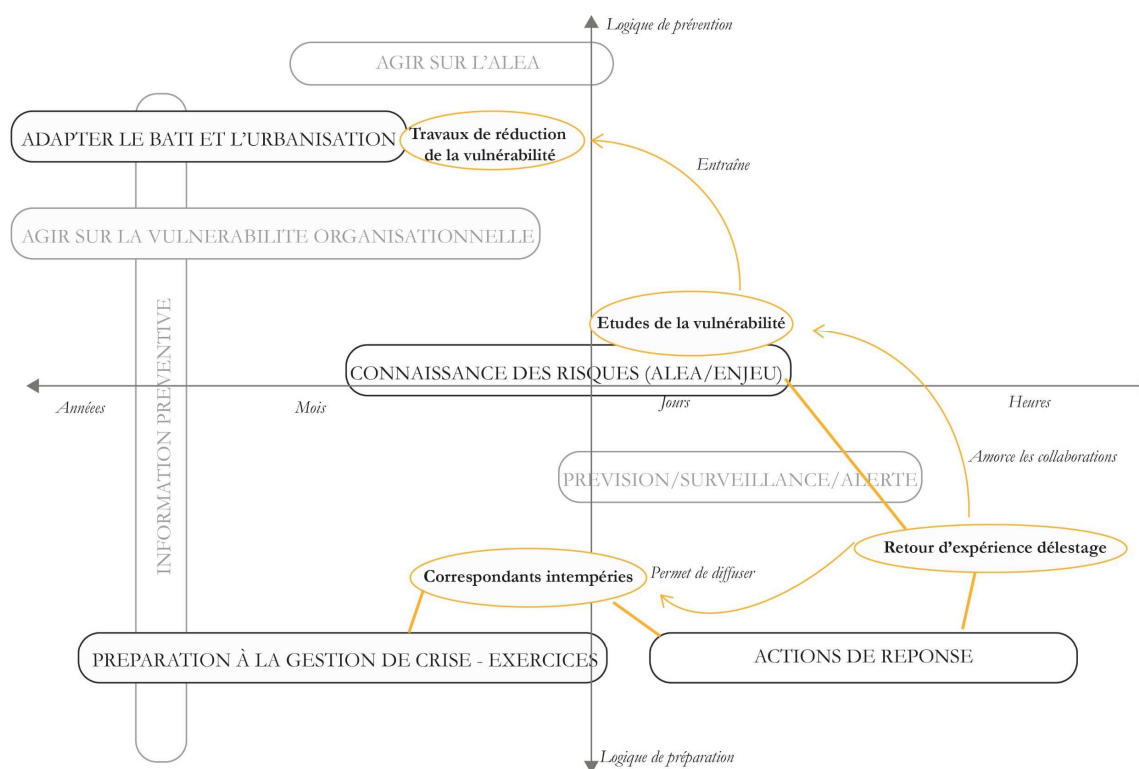 Logique de prévention
AGIR SUR L'ALEA
ADAPTER LE BATI ET L'URBANISATION
Travaux de réduction
de la vulnérabilité
Entraîne
AGIR SUR LA VULNERABILITE ORGANISATIONNELLE
INFORMATION PREVENTIVE
Etudes de la vulnérabilité
CONNAISSANCE DES RISQUES (ALEA/ENJEU)
Annéees
Mois
Jours
Heures
Amorce les collaborations
PREVISION/SURVEILLANCE/ALERTE
Retour d'expérience délestage
Correspondants intempéries
Permet de diffuser
PREPARATION À LA GESTION DE CRISE - EXERCICES
ACTIONS DE REPONSE
Logique de préparation